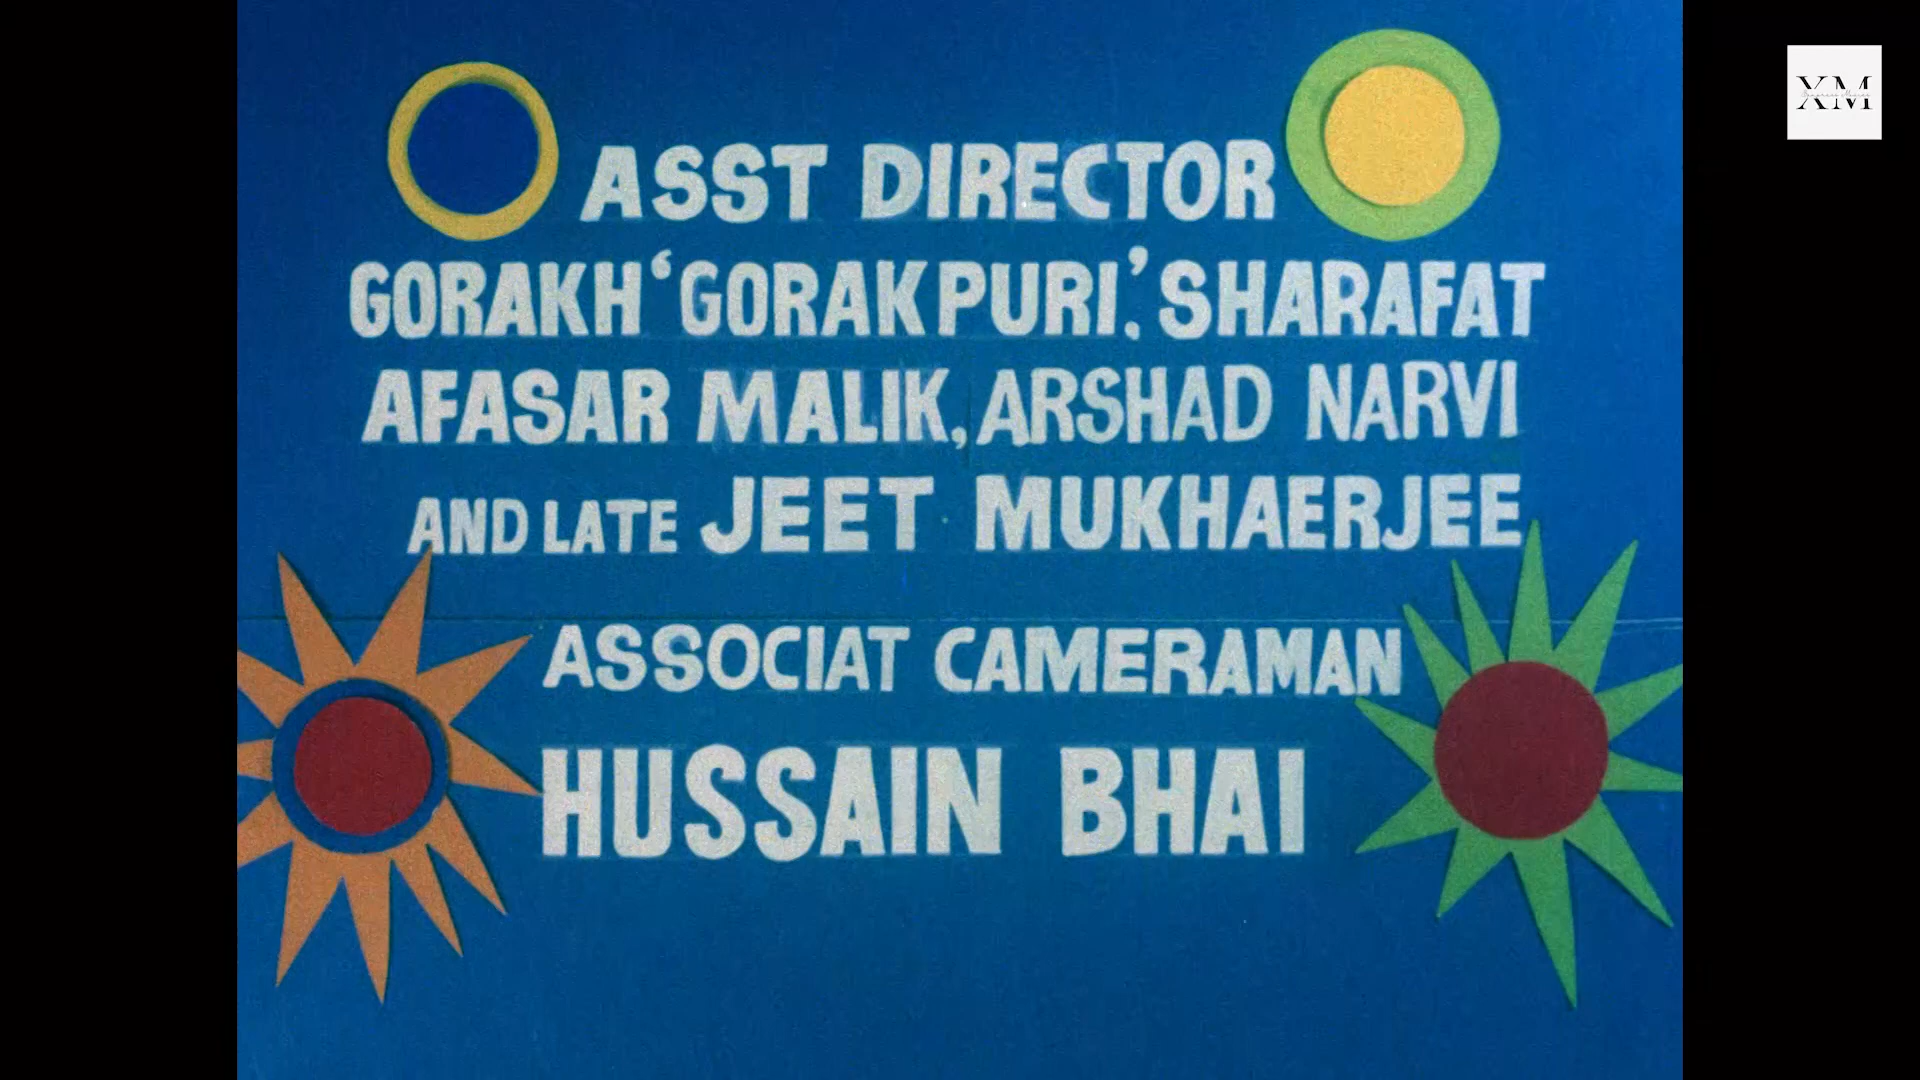 ASST DIRECTOR
GORAKH ‘GORAKPURI,’ SHARAFAT
AFASAR MALIK, ARSHAD NARVI
AND LATE JEET MUKHAERJEE
ASSOCIAT CAMERAMAN
HUSSAIN BHAI
XM